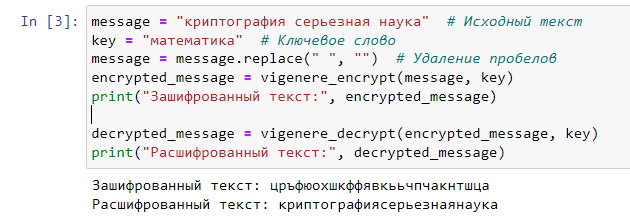 In [3]:
message = "криптография серьезная наука"  # Исходный текст
key = "математика"  # Ключевое слово
message = message.replace(" ", "")  # Удаление пробелов
encrypted_message = vigenere_encrypt(message, key)
print("Зашифрованный текст:", encrypted_message)
decrypted_message = vigenere_decrypt(encrypted_message, key)
print("Расшифрованный текст:", decrypted_message)
Зашифрованный текст: цръфюохшкффявкььчпчакнтшца
Расшифрованный текст: криптографиясерьезнаянаука